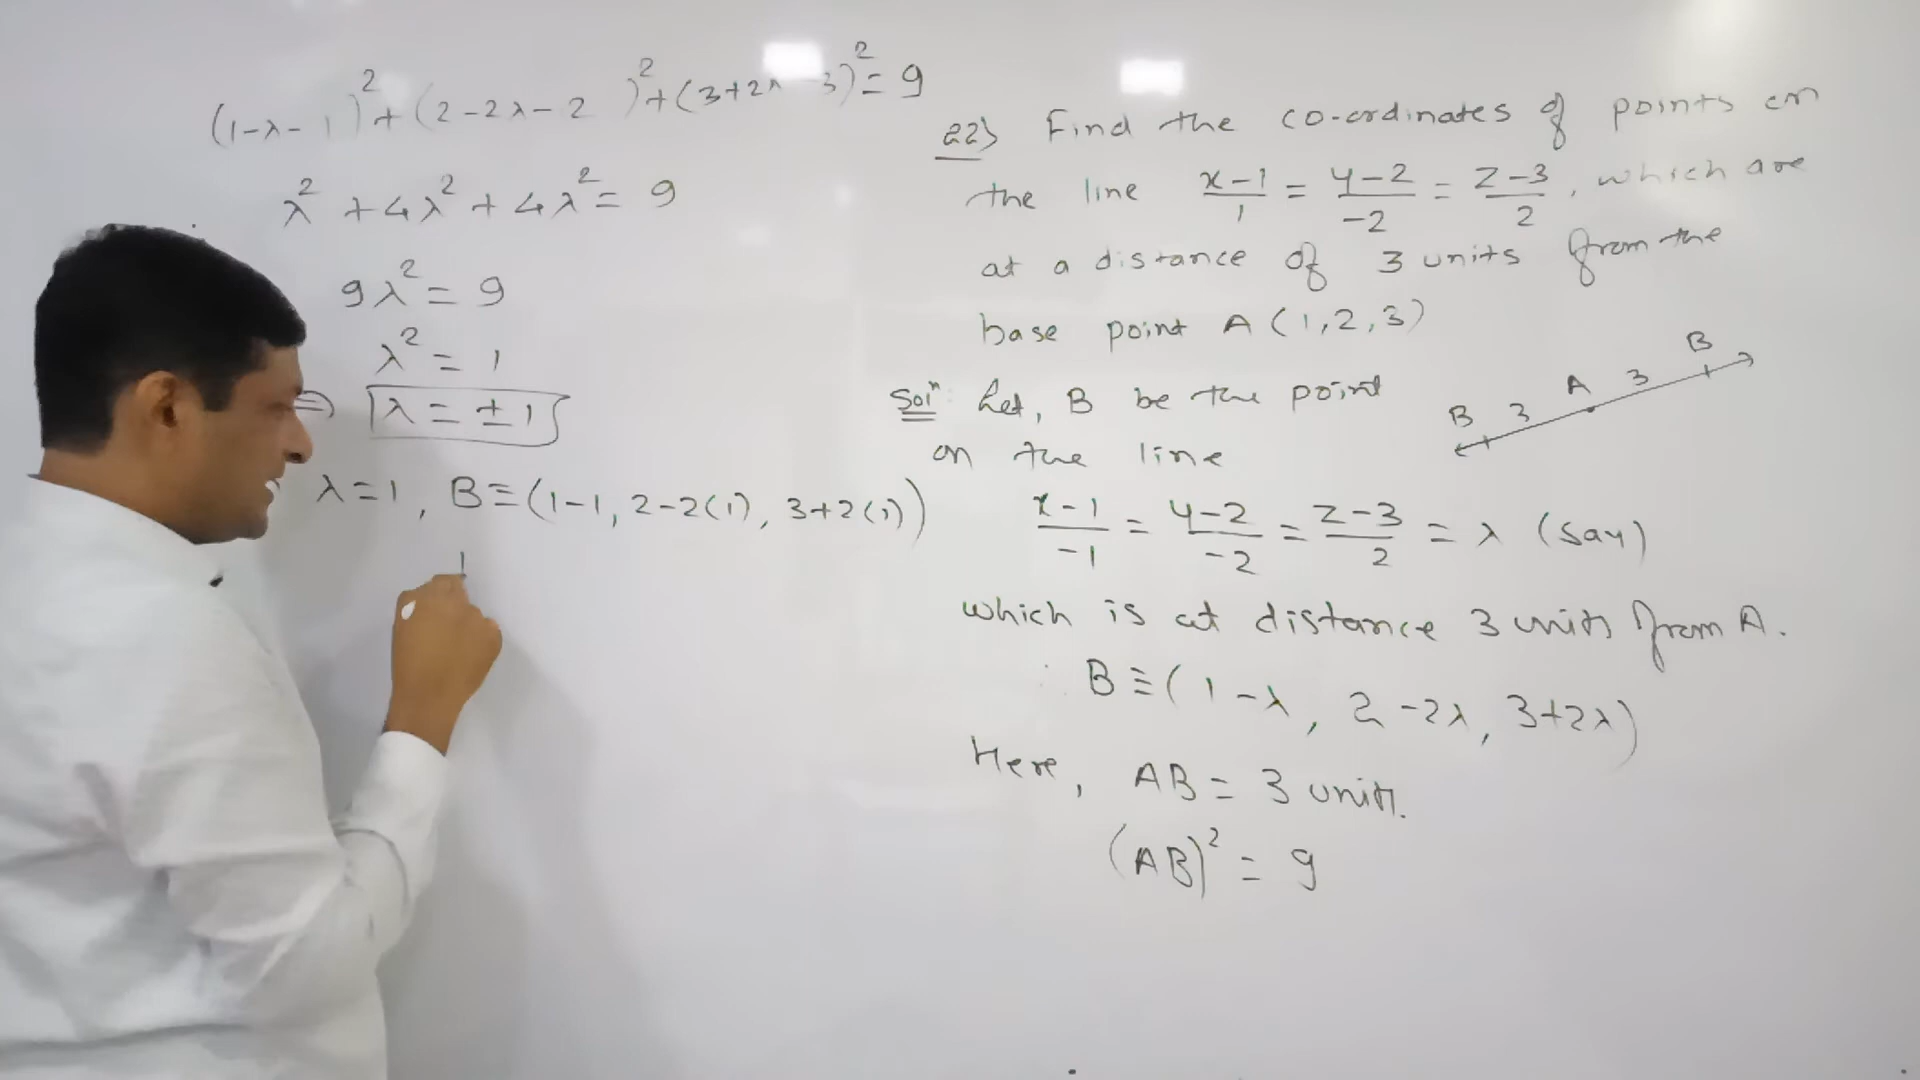 (1-λ-1)²+(2-2λ-2)²+(3+2λ-3)²=9
λ²+4λ²+4λ²=9
9λ²=9
λ²=1
⇒ λ=±1
λ=1, B≡(1-1, 2-2(1), 3+2(1))
22) Find the co-ordinates of points on
the line x-1/1 = y-2/-2 = z-3/2, which are
at a distance of 3 units from the
base point A(1,2,3)
B 3 A 3 B
Solⁿ: Let, B be the point
on the line
x-1/-1 = y-2/-2 = z-3/2 = λ (say)
which is at distance 3 units from A.
B≡(1-λ, 2-2λ, 3+2λ)
Here, AB = 3 units.
(AB)² = 9